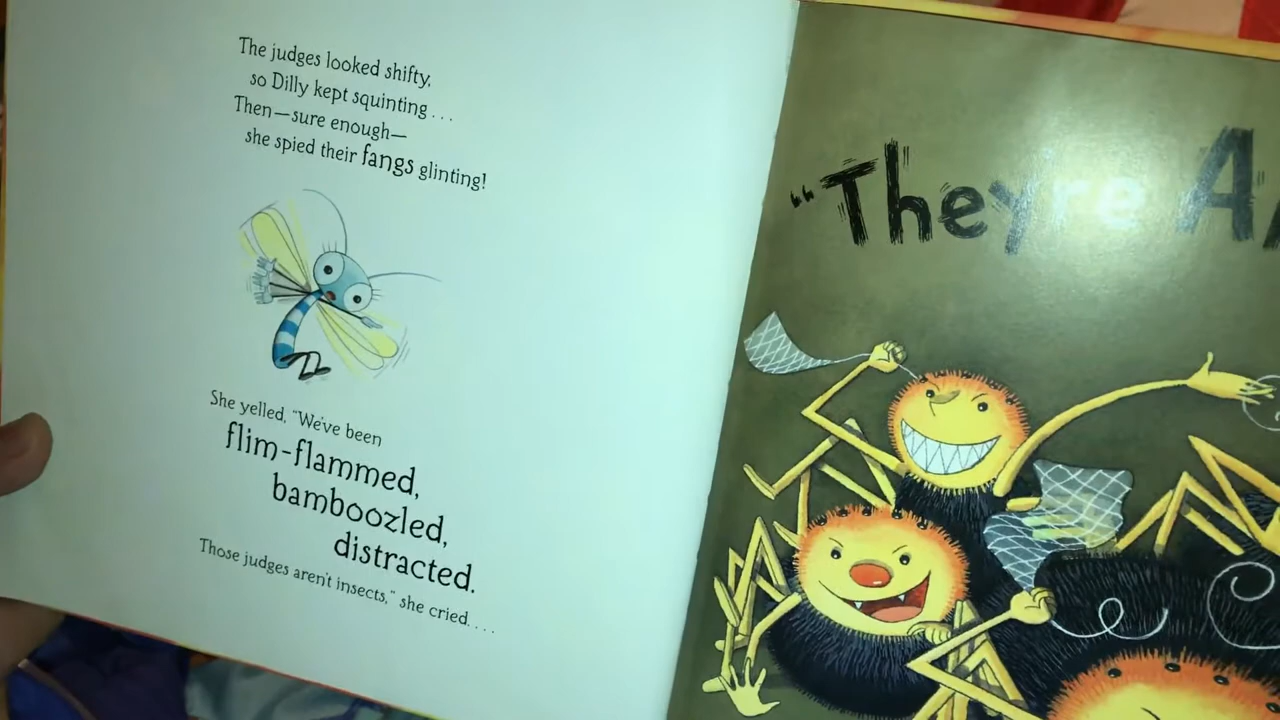 The judges looked shifty,
so Dilly kept squinting . . .
Then—sure enough—
she spied their fangs glinting!
She yelled, "We've been
flim-flammed,
bamboozled,
distracted.
Those judges aren't insects," she cried. . . .
"They're